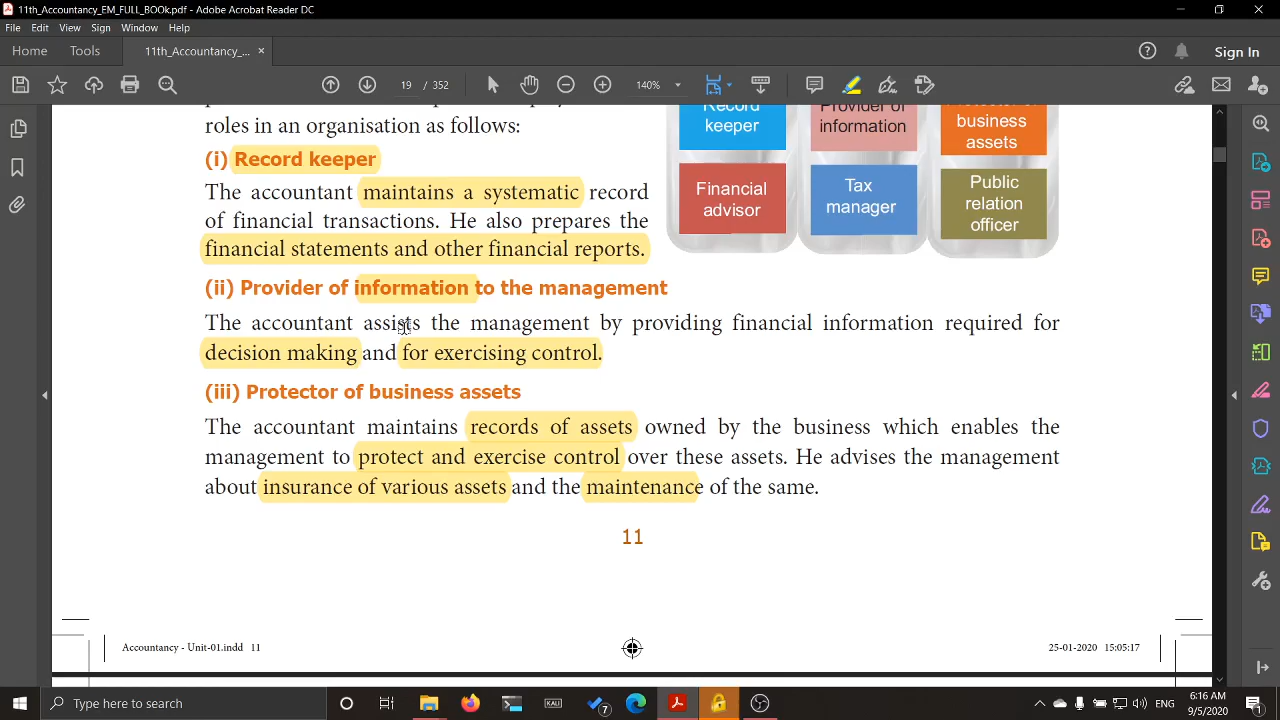 11th_Accountancy_EM_FULL_BOOk.pdf - Adobe Acrobat Reader DC
File Edit View Sign Window Help
Home Tools 11th_Accountancy_... × Sign In
19 / 352 140%
roles in an organisation as follows:
(i) Record keeper
The accountant maintains a systematic record
of financial transactions. He also prepares the
financial statements and other financial reports.
Record
keeper
Provider of
information
business
assets
Financial
advisor
Tax
manager
Public
relation
officer
(ii) Provider of information to the management
The accountant assists the management by providing financial information required for
decision making and for exercising control.
(iii) Protector of business assets
The accountant maintains records of assets owned by the business which enables the
management to protect and exercise control over these assets. He advises the management
about insurance of various assets and the maintenance of the same.
11
Accountancy - Unit-01.indd 11
25-01-2020 15:05:17
Type here to search
KALI
7
ENG
6:16 AM
9/5/2020
1